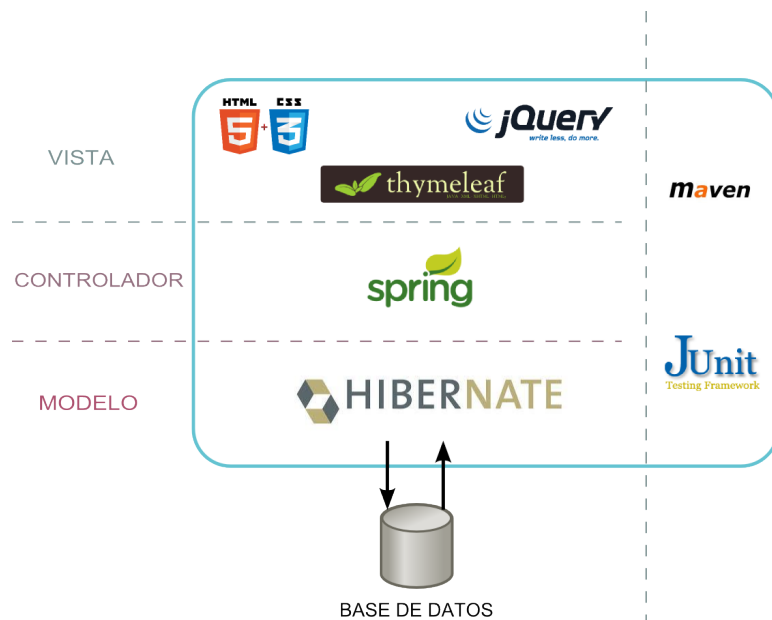 HTML CSS
5 + 3
jQuery
write less, do more.
VISTA
thymeleaf
maven
CONTROLADOR
spring
JUnit
Testing Framework
MODELO
HIBERNATE
BASE DE DATOS